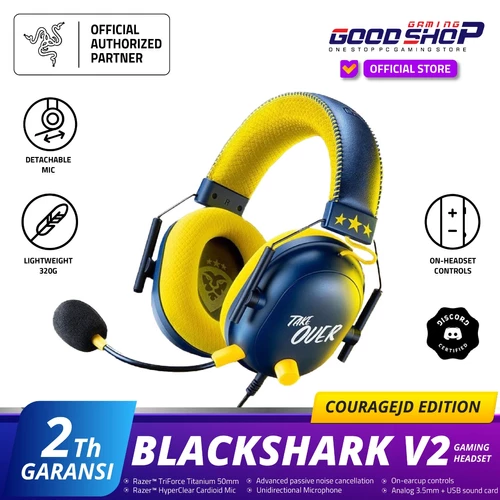 OFFICIAL
AUTHORIZED
PARTNER
GAMING
GOODSHOP
ONE STOP PC GAMING STORE
OFFICIAL STORE
DETACHABLE
MIC
LIGHTWEIGHT
320G
+
-
ON-HEADSET
CONTROLS
DISCORD
CERTIFIED
TAKE
OVER
COURAGEJD EDITION
2Th
GARANSI
BLACKSHARK V2
GAMING
HEADSET
• Razer™ TriForce Titanium 50mm
• Razer™ HyperClear Cardioid Mic
• Advanced passive noise cancellation
• Unidirectional Microphone
• On-earcup controls
• Analog 3.5mm + USB sound card